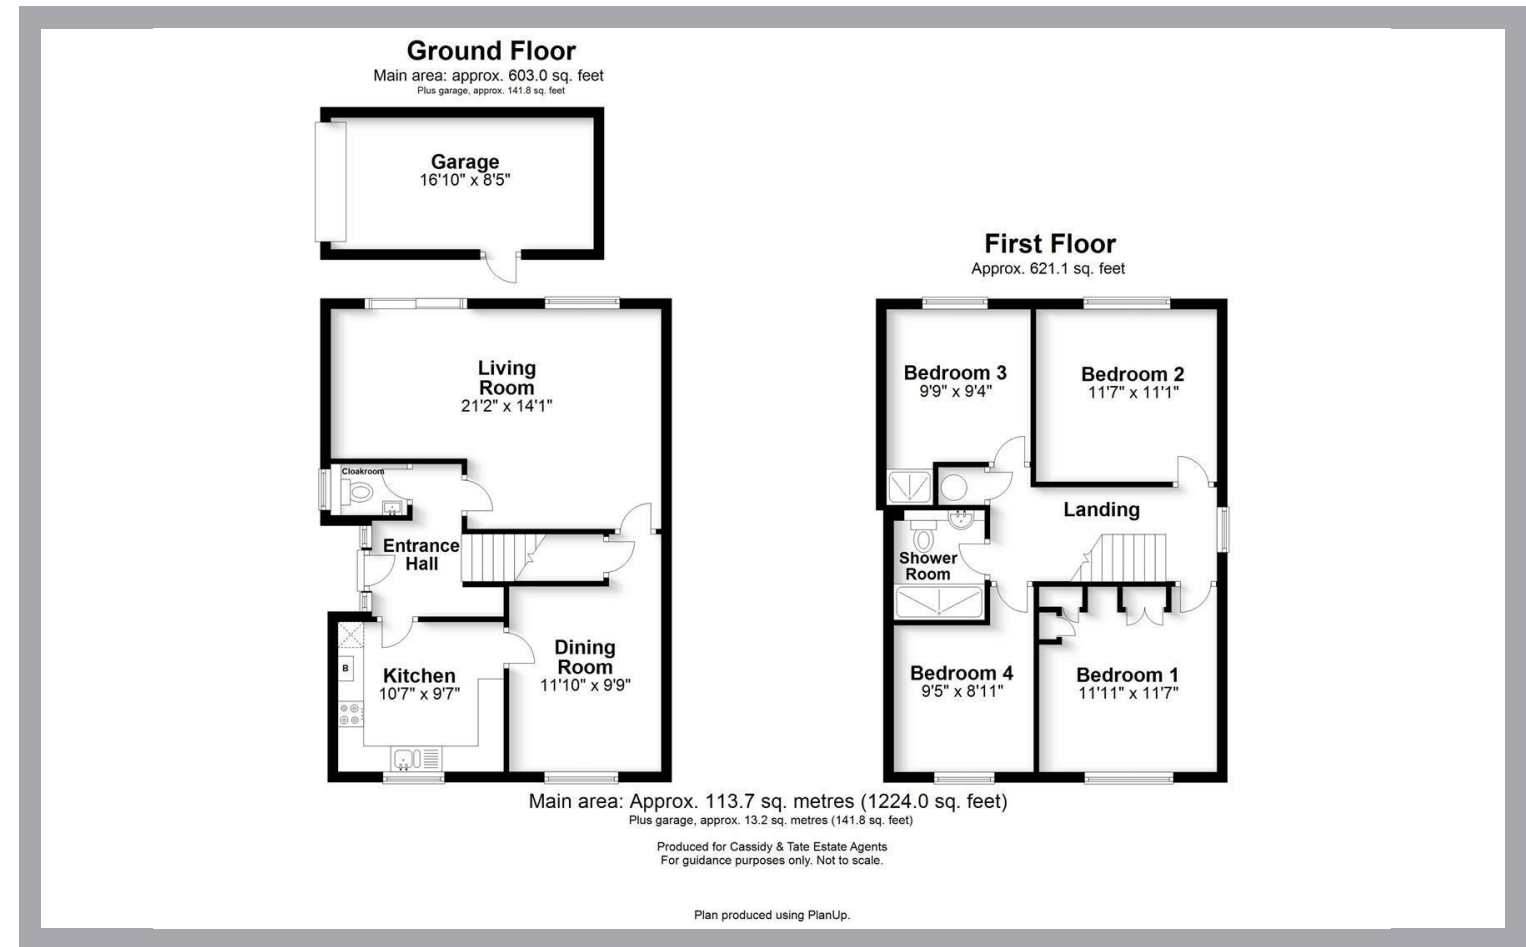 Ground Floor
Main area: approx. 603.0 sq. feet
Plus garage, approx. 141.8 sq. feet
Garage
16'10" x 8'5"
Living
Room
21'2" x 14'1"
Cloakroom
Entrance
Hall
Kitchen
10'7" x 9'7"
B
Dining
Room
11'10" x 9'9"
First Floor
Approx. 621.1 sq. feet
Bedroom 3
9'9" x 9'4"
Bedroom 2
11'7" x 11'1"
Landing
Shower
Room
Bedroom 4
9'5" x 8'11"
Bedroom 1
11'11" x 11'7"
Main area: Approx. 113.7 sq. metres (1224.0 sq. feet)
Plus garage, approx. 13.2 sq. metres (141.8 sq. feet)
Produced for Cassidy & Tate Estate Agents
For guidance purposes only. Not to scale.
Plan produced using PlanUp.